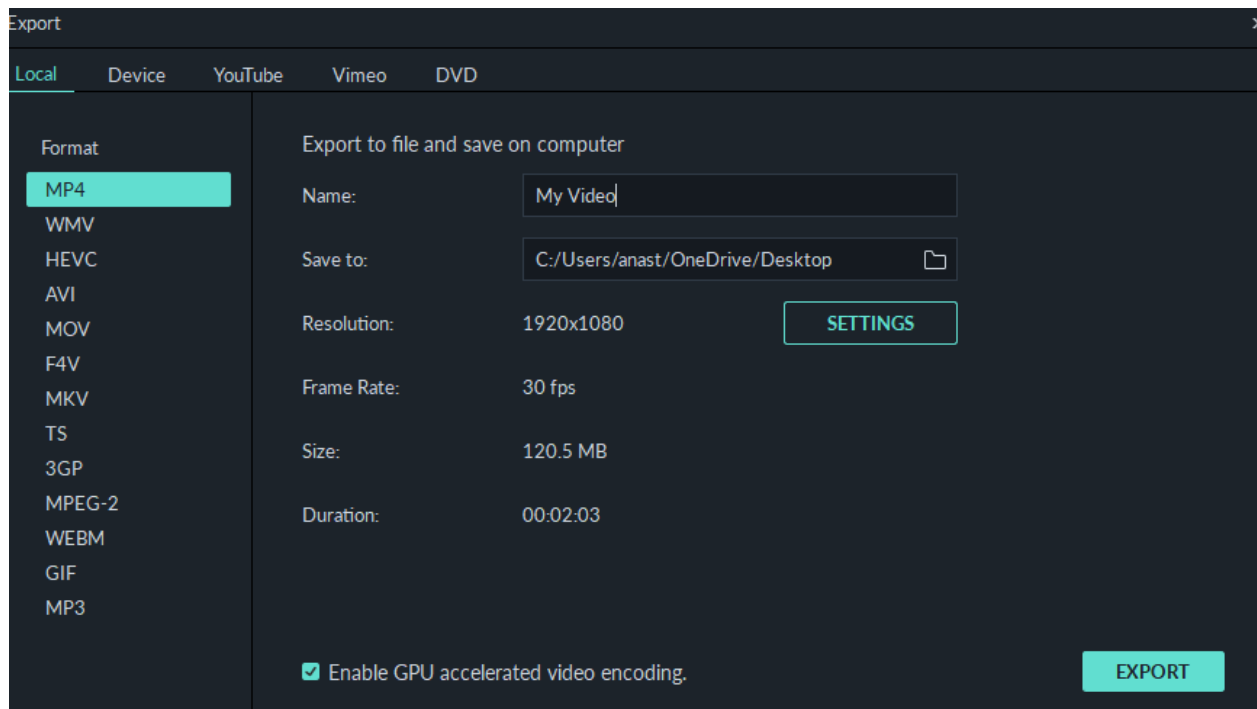 Export
Local Device YouTube Vimeo DVD
Format
MP4
WMV
HEVC
AVI
MOV
F4V
MKV
TS
3GP
MPEG-2
WEBM
GIF
MP3
Export to file and save on computer
Name: My Video
Save to: C:/Users/anast/OneDrive/Desktop
Resolution: 1920x1080 SETTINGS
Frame Rate: 30 fps
Size: 120.5 MB
Duration: 00:02:03
Enable GPU accelerated video encoding.
EXPORT